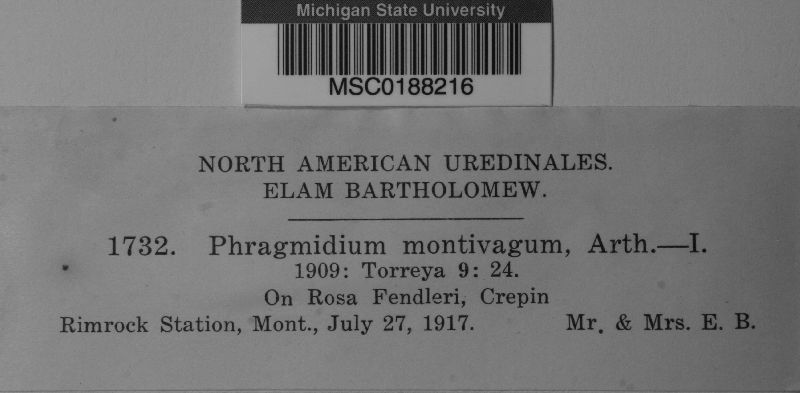 Michigan State University
MSC0188216
NORTH AMERICAN UREDINALES.
ELAM BARTHOLOMEW.
1732. Phragmidium montivagum, Arth.—I.
1909: Torreya 9: 24.
On Rosa Fendleri, Crepin
Rimrock Station, Mont., July 27, 1917. Mr. & Mrs. E. B.